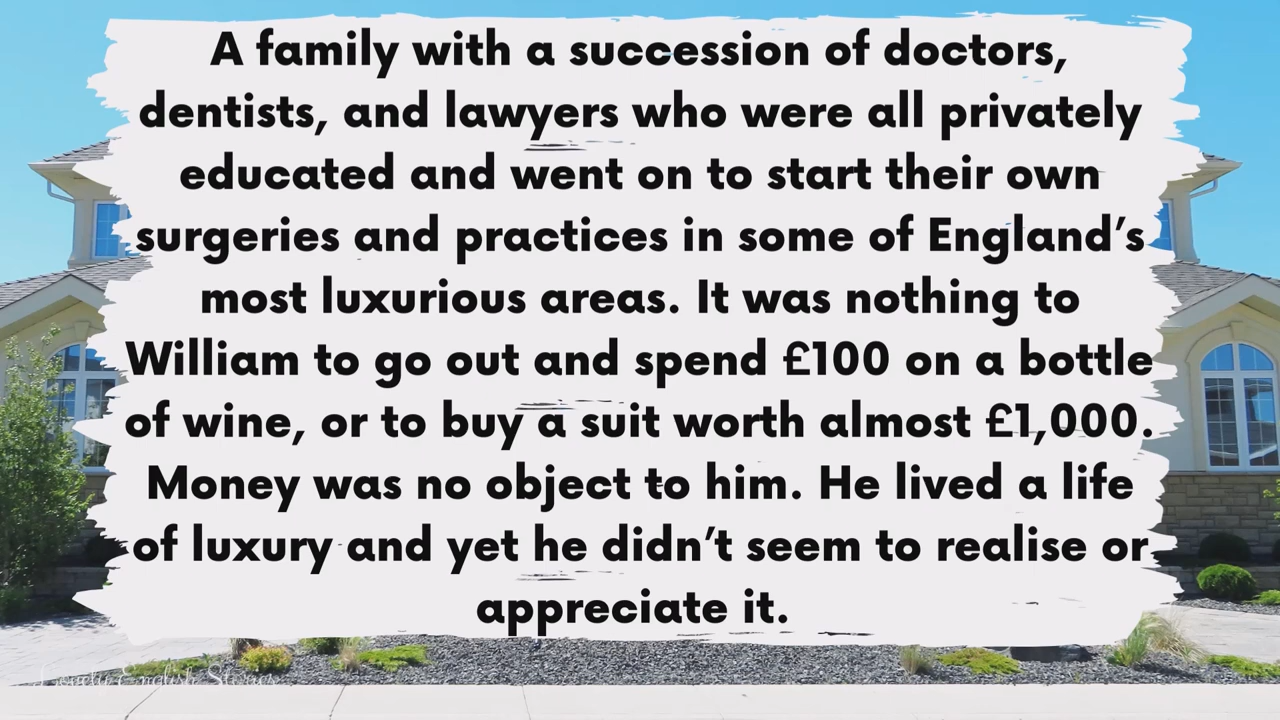 A family with a succession of doctors,
dentists, and lawyers who were all privately
educated and went on to start their own
surgeries and practices in some of England’s
most luxurious areas. It was nothing to
William to go out and spend £100 on a bottle
of wine, or to buy a suit worth almost £1,000.
Money was no object to him. He lived a life
of luxury and yet he didn’t seem to realise or
appreciate it.
Lovely English Stories